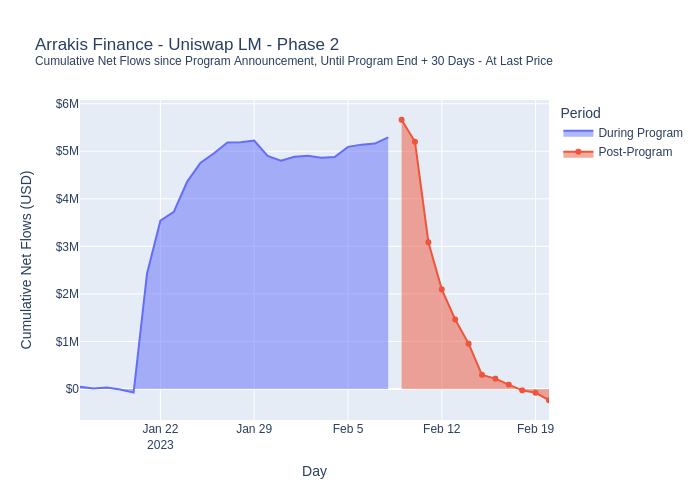 Arrakis Finance - Uniswap LM - Phase 2
Cumulative Net Flows since Program Announcement, Until Program End + 30 Days - At Last Price
Period
During Program
Post-Program
Cumulative Net Flows (USD)
$6M
$5M
$4M
$3M
$2M
$1M
$0
Jan 22
2023
Jan 29
Feb 5
Feb 12
Feb 19
Day